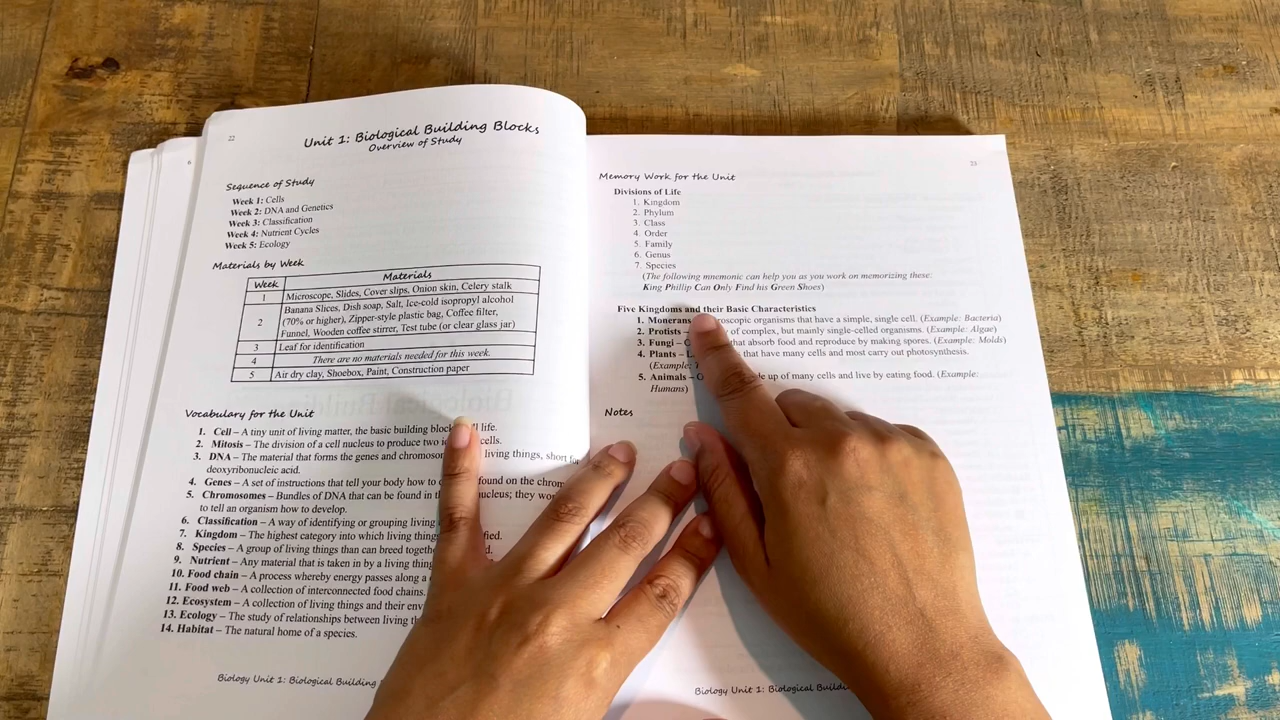 22
6
Unit 1: Biological Building Blocks
Overview of Study
Sequence of Study
Week 1: Cells
Week 2: DNA and Genetics
Week 3: Classification
Week 4: Nutrient Cycles
Week 5: Ecology
Materials by Week
Week Materials
1 Microscope, Slides, Cover slips, Onion skin, Celery stalk
2 Banana Slices, Dish soap, Salt, Ice-cold isopropyl alcohol
(70% or higher), Zipper-style plastic bag, Coffee filter,
Funnel, Wooden coffee stirrer, Test tube (or clear glass jar)
3 Leaf for identification
4 There are no materials needed for this week.
5 Air dry clay, Shoebox, Paint, Construction paper
Vocabulary for the Unit
1. Cell – A tiny unit of living matter, the basic building block life.
2. Mitosis – The division of a cell nucleus to produce two cells.
3. DNA – The material that forms the genes and living things, short for
deoxyribonucleic acid.
4. Genes – A set of instructions that tell your body how to found on the
5. Chromosomes – Bundles of DNA that can be found in nucleus; they
to tell an organism how to develop.
6. Classification – A way of identifying or grouping living
7. Kingdom – The highest category into which living
8. Species – A group of living things than can breed
9. Nutrient – Any material that is taken in by a living
10. Food chain – A process whereby energy passes along a
11. Food web – A collection of interconnected food chains.
12. Ecosystem – A collection of living things and their
13. Ecology – The study of relationships between living
14. Habitat – The natural home of a species.
Biology Unit 1: Biological Building
23
Memory Work for the Unit
Divisions of Life
1. Kingdom
2. Phylum
3. Class
4. Order
5. Family
6. Genus
7. Species
(The following mnemonic can help you as you work on memorizing these:
King Phillip Can Only Find his Green Shoes)
Five Kingdoms and their Basic Characteristics
1. Monerans organisms that have a simple, single cell. (Example: Bacteria)
2. Protists – of complex, but mainly single-celled organisms. (Example: Algae)
3. Fungi – that absorb food and reproduce by making spores. (Example: Molds)
4. Plants – that have many cells and most carry out photosynthesis.
(Example:
5. Animals – up of many cells and live by eating food. (Example:
Humans)
Notes
Biology Unit 1: Biological